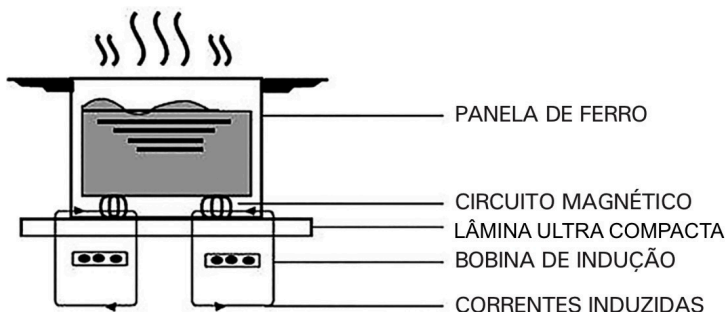 PANELA DE FERRO
CIRCUITO MAGNÉTICO
LÂMINA ULTRA COMPACTA
BOBINA DE INDUÇÃO
CORRENTES INDUZIDAS